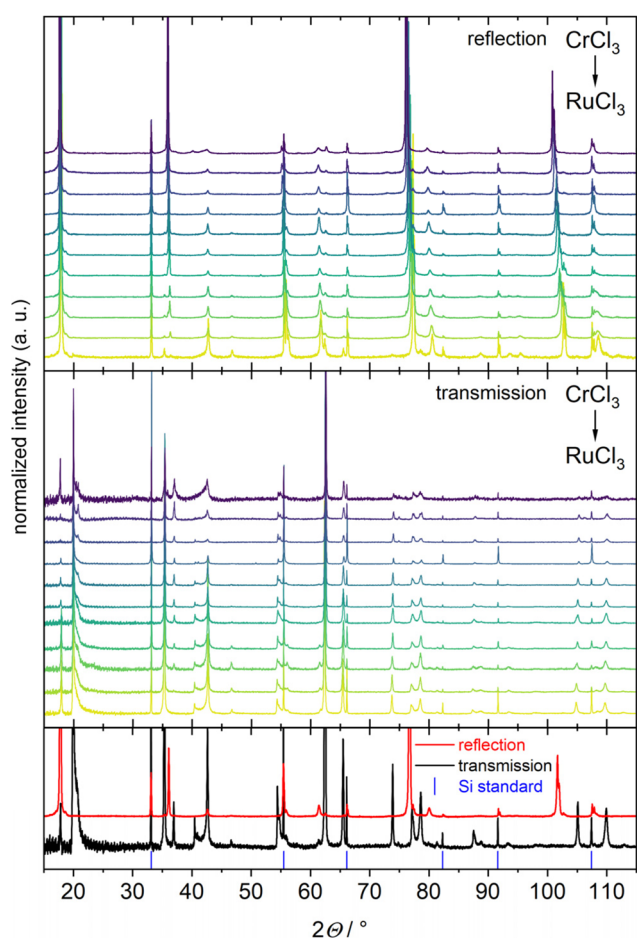 reflection CrCl3
RuCl3
transmission CrCl3
RuCl3
normalized intensity (a. u.)
reflection
transmission
Si standard
15 20 30 40 50 60 70 80 90 100 110
2Θ / °